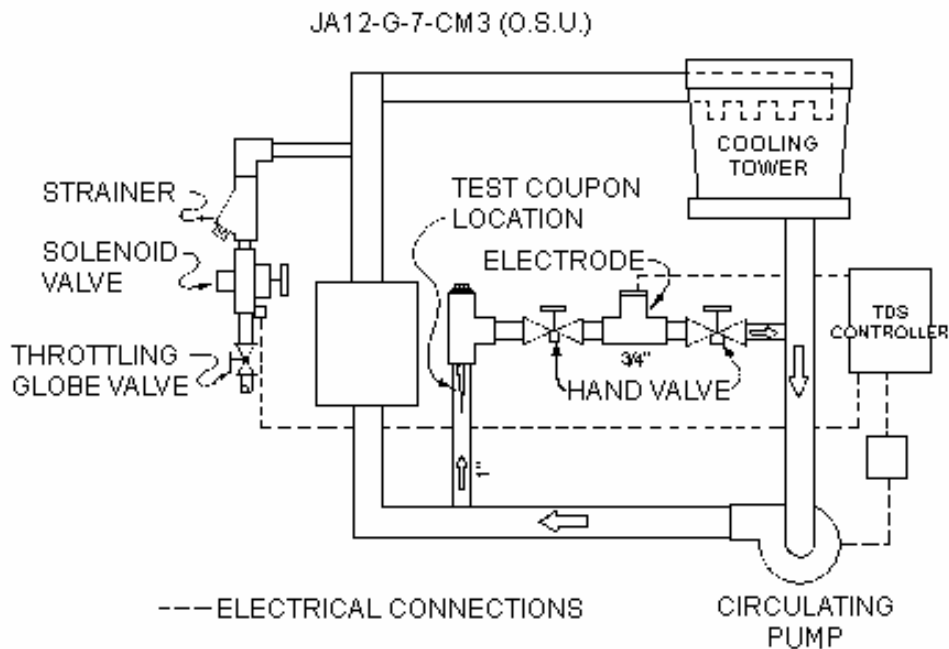 JA12-G-7-CM3 (O.S.U.)
COOLING
TOWER
STRAINER
TEST COUPON
LOCATION
SOLENOID
VALVE
ELECTRODE
TDS
CONTROLLER
THROTTLING
GLOBE VALVE
3/4"
HAND VALVE
1"
---- ELECTRICAL CONNECTIONS
CIRCULATING
PUMP